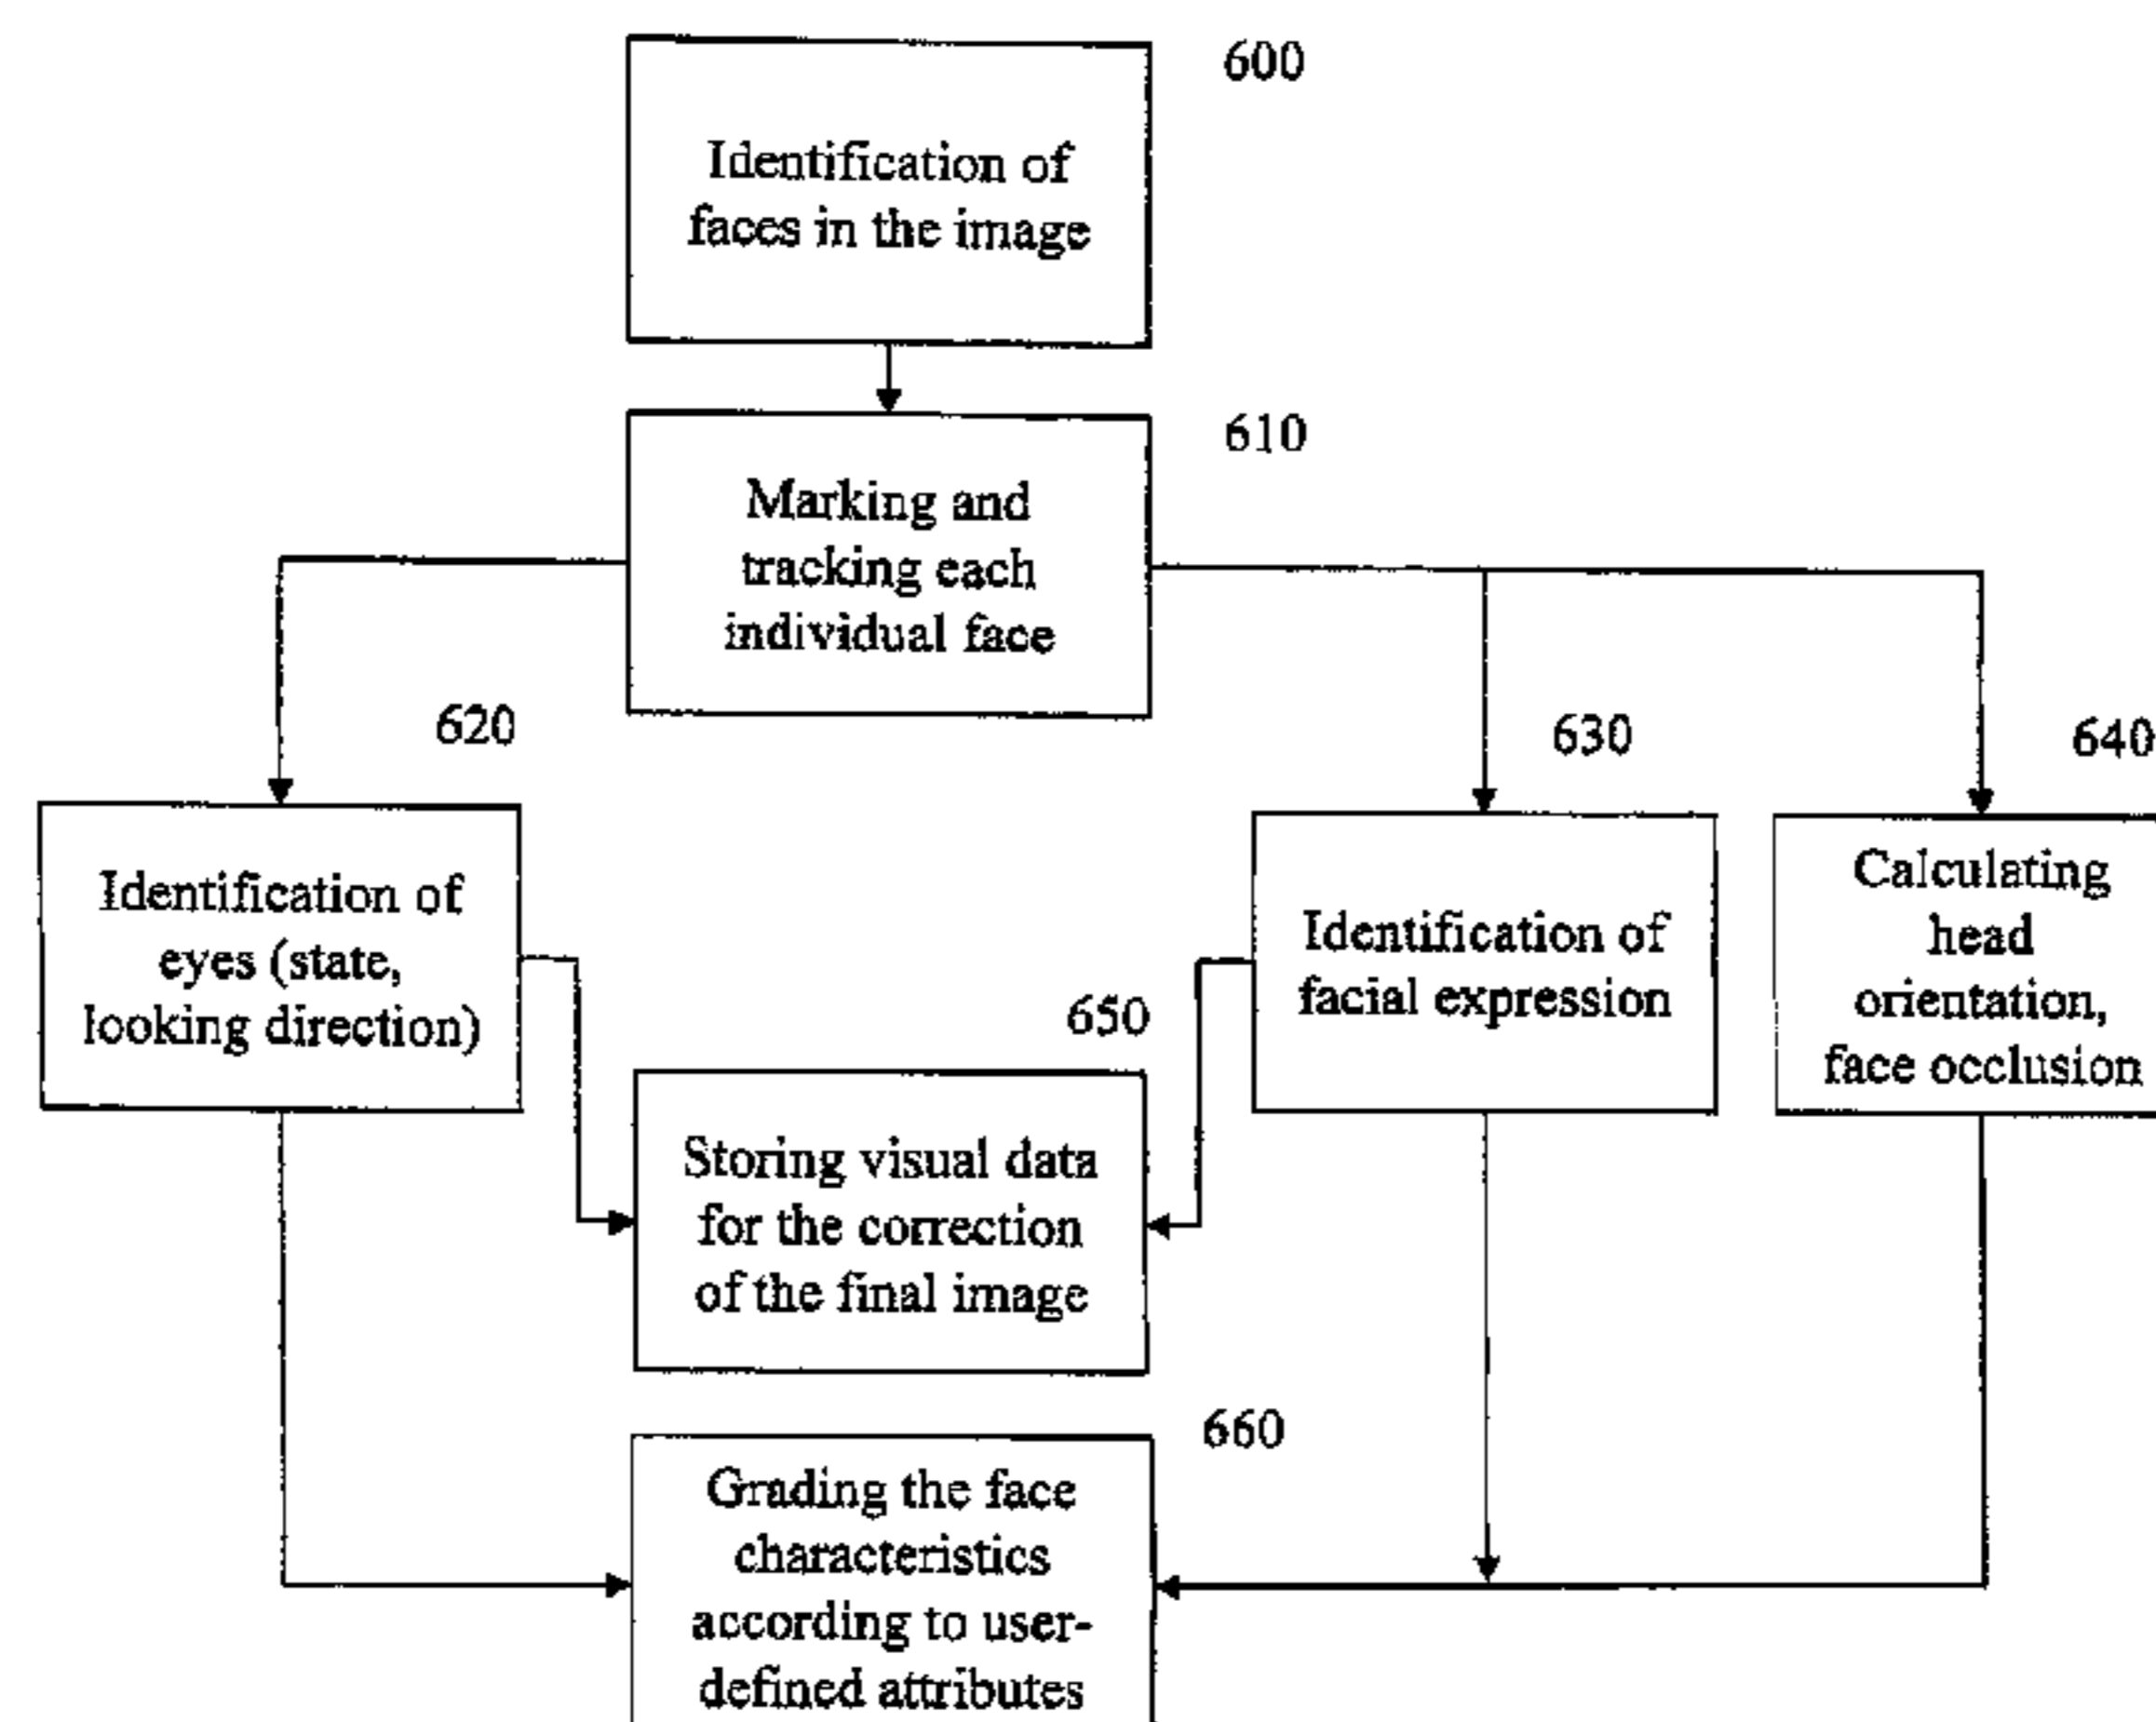 600
Identification of
faces in the image
610
Marking and
tracking each
individual face
620
630
640
Identification of
eyes (state,
looking direction)
Identification of
facial expression
Calculating
head
orientation,
face occlusion
650
Storing visual data
for the correction
of the final image
660
Grading the face
characteristics
according to user-
defined attributes